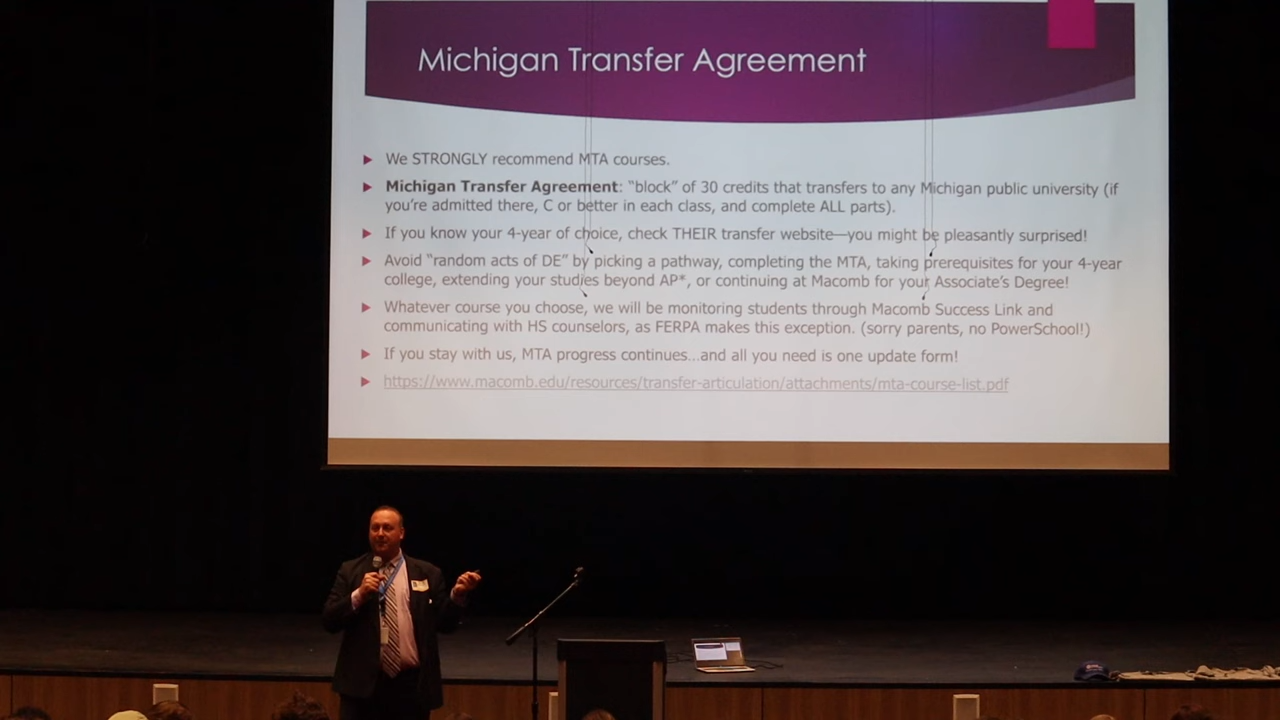 Michigan Transfer Agreement
We STRONGLY recommend MTA courses.
Michigan Transfer Agreement: “block” of 30 credits that transfers to any Michigan public university (if
you’re admitted there, C or better in each class, and complete ALL parts).
If you know your 4-year of choice, check THEIR transfer website—you might be pleasantly surprised!
Avoid “random acts of DE” by picking a pathway, completing the MTA, taking prerequisites for your 4-year
college, extending your studies beyond AP*, or continuing at Macomb for your Associate’s Degree!
Whatever course you choose, we will be monitoring students through Macomb Success Link and
communicating with HS counselors, as FERPA makes this exception. (sorry parents, no PowerSchool!)
If you stay with us, MTA progress continues…and all you need is one update form!
https://www.macomb.edu/resources/transfer-articulation/attachments/mta-course-list.pdf